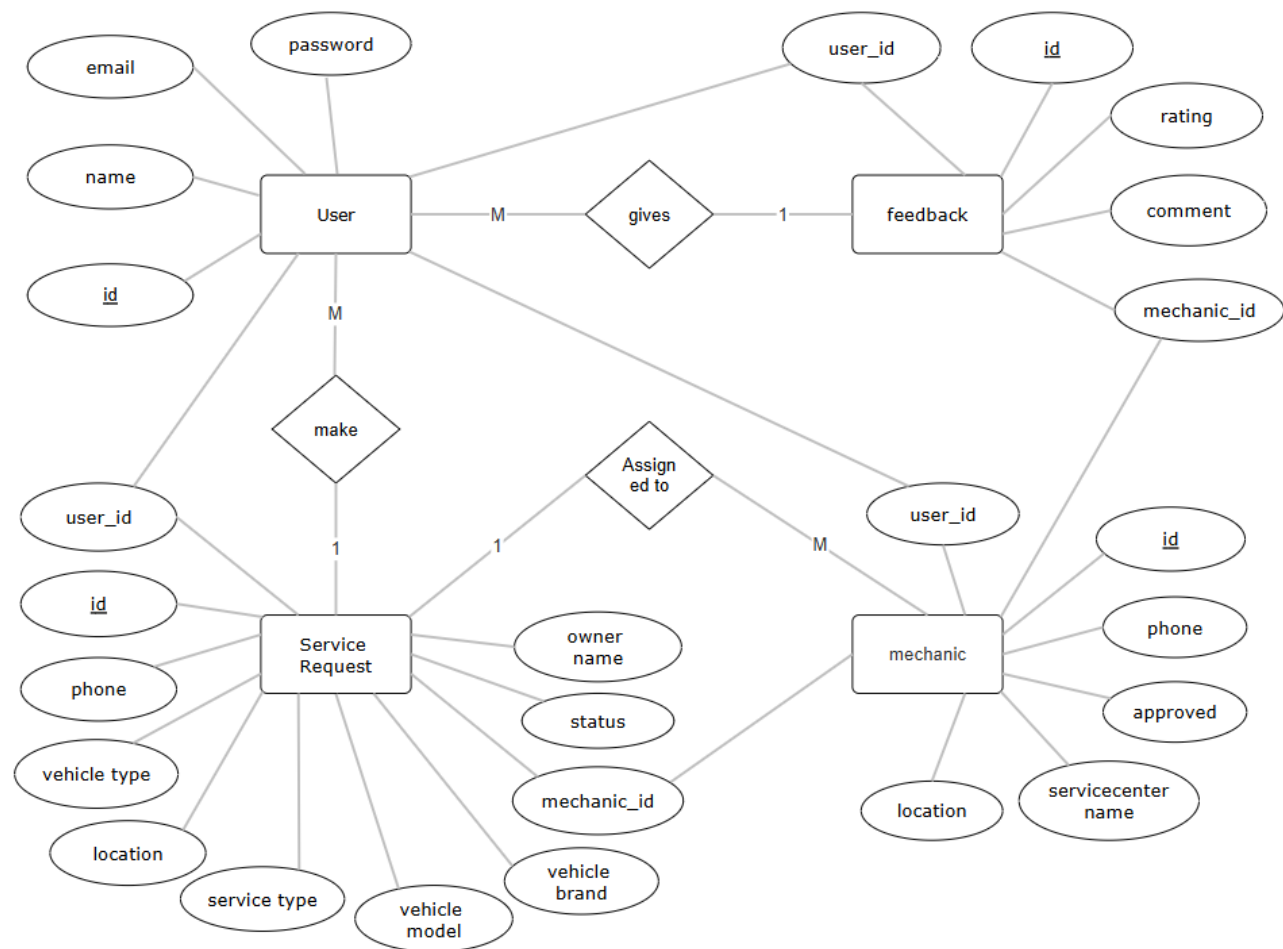 password
email
user_id
id
rating
name
User
M
gives
1
feedback
comment
id
M
mechanic_id
make
Assign
ed to
user_id
user_id
1
1
M
id
id
phone
Service
Request
owner
name
mechanic
phone
status
approved
vehicle type
mechanic_id
location
servicecenter
name
location
vehicle
brand
service type
vehicle
model